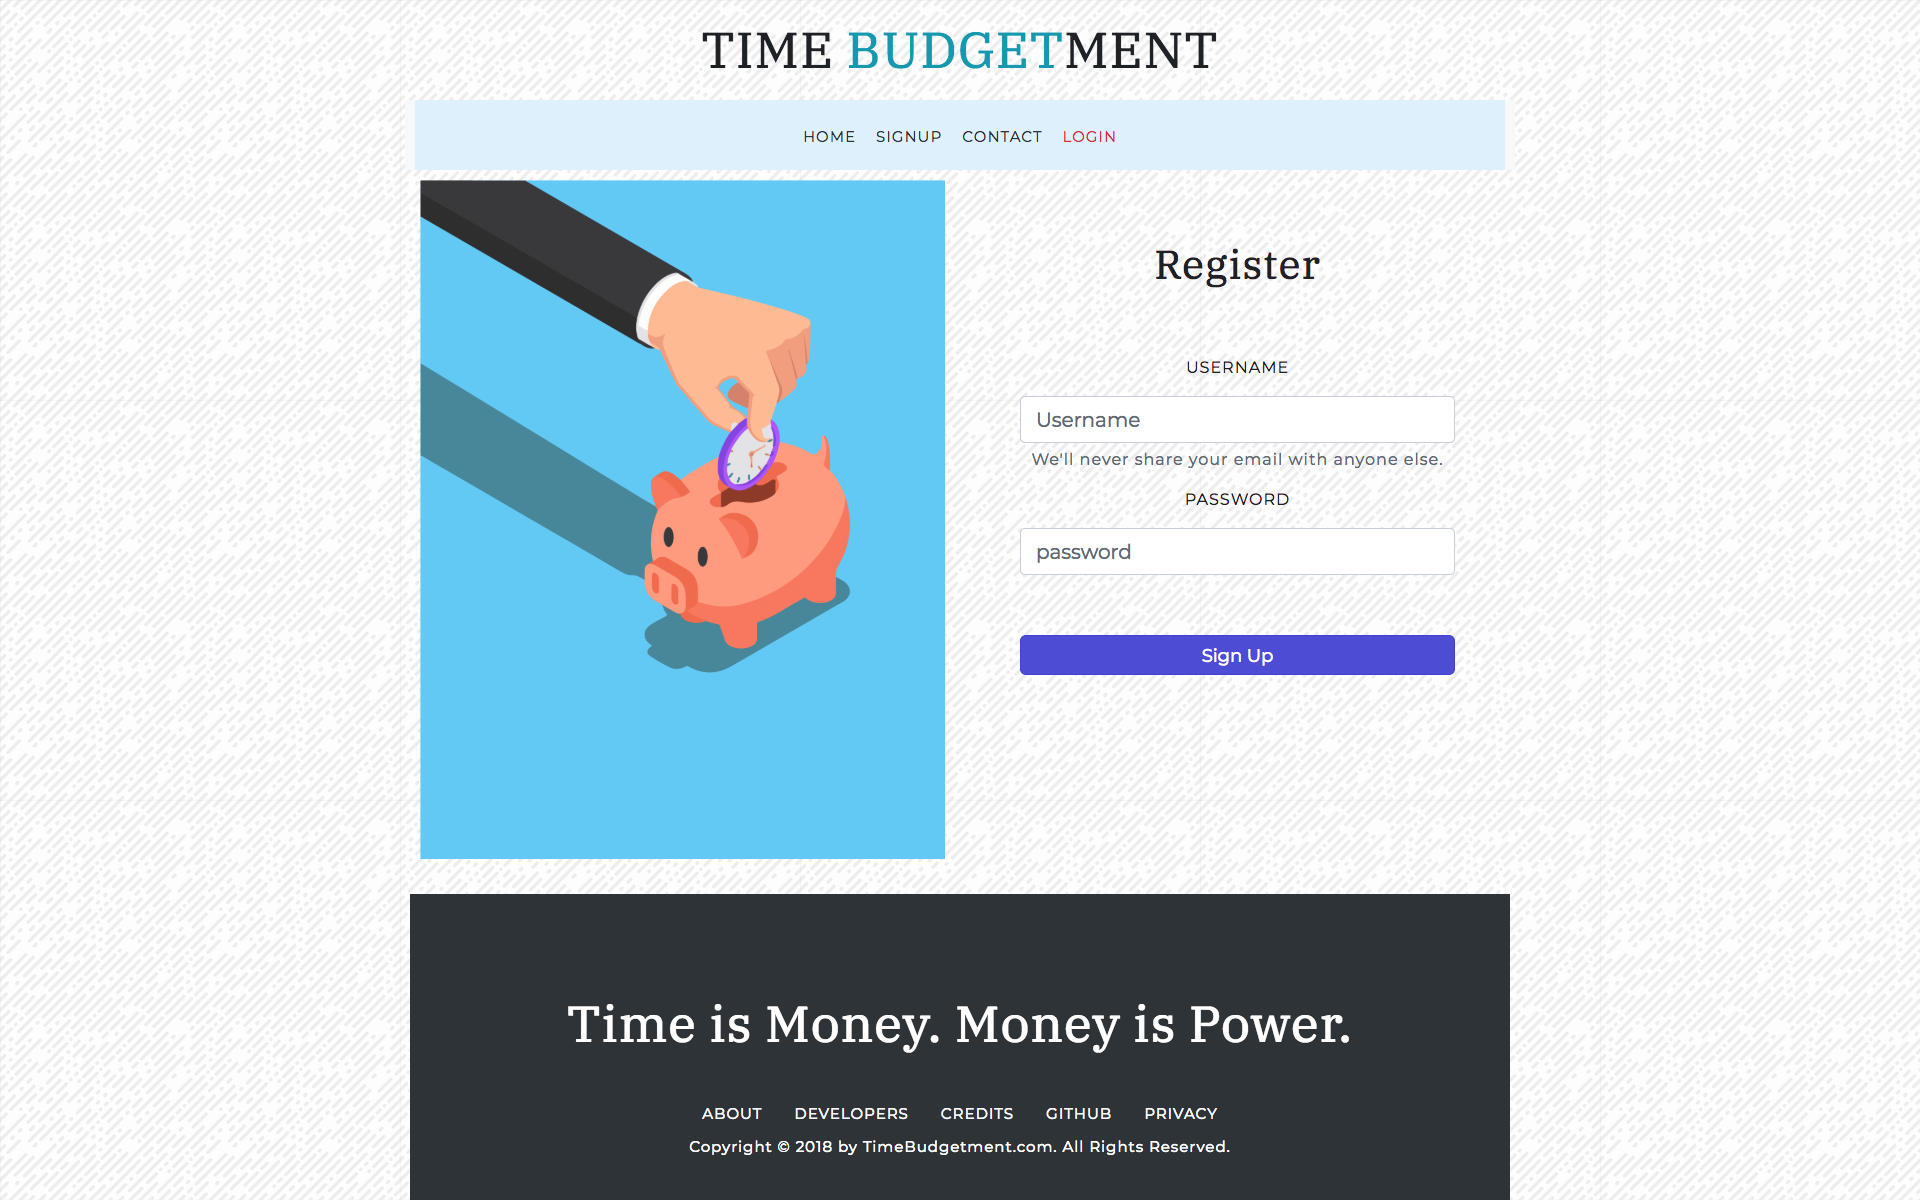 TIME BUDGETMENT
HOME SIGNUP CONTACT LOGIN
Register
USERNAME
Username
We'll never share your email with anyone else.
PASSWORD
password
Sign Up
Time is Money. Money is Power.
ABOUT DEVELOPERS CREDITS GITHUB PRIVACY
Copyright © 2018 by TimeBudgetment.com. All Rights Reserved.